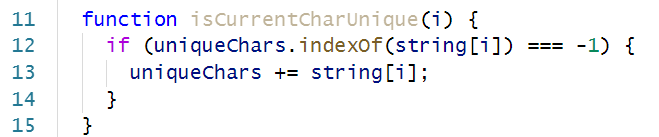 11 function isCurrentCharUnique(i) {
12 if (uniqueChars.indexOf(string[i]) === -1) {
13 uniqueChars += string[i];
14 }
15 }